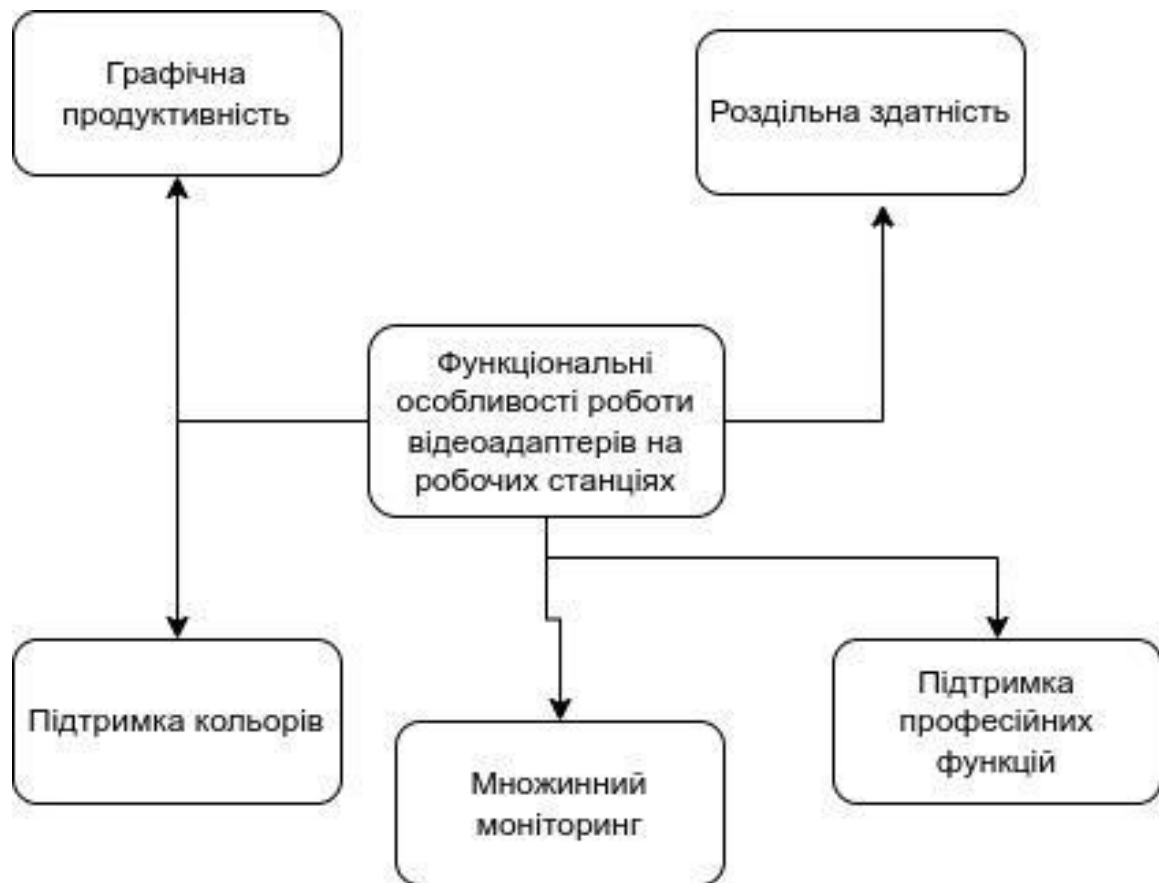 Графічна
продуктивність
Роздільна здатність
Функціональні
особливості роботи
відеоадаптерів на
робочих станціях
Підтримка кольорів
Множинний
моніторинг
Підтримка
професійних
функцій